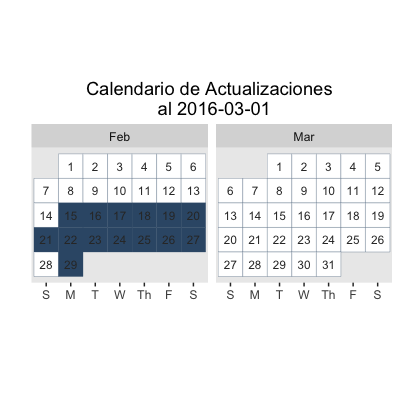 Calendario de Actualizaciones
al 2016-03-01
Feb
1 2 3 4 5 6
7 8 9 10 11 12 13
14 15 16 17 18 19 20
21 22 23 24 25 26 27
28 29
S M T W Th F S
Mar
1 2 3 4 5
6 7 8 9 10 11 12
13 14 15 16 17 18 19
20 21 22 23 24 25 26
27 28 29 30 31
S M T W Th F S